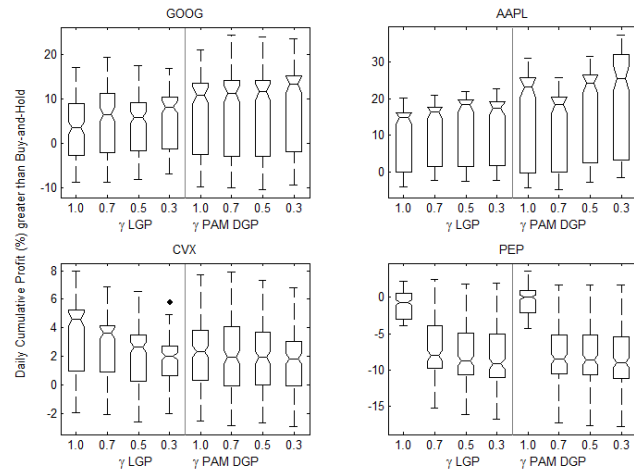 GOOG
AAPL
Daily Cumulative Profit (%) greater than Buy-and-Hold
20
10
0
-10
30
20
10
0
1.0 0.7 0.5 0.3 1.0 0.7 0.5 0.3
γ LGP γ PAM DGP
1.0 0.7 0.5 0.3 1.0 0.7 0.5 0.3
γ LGP γ PAM DGP
CVX
PEP
8
6
4
2
0
-2
0
-5
-10
-15
1.0 0.7 0.5 0.3 1.0 0.7 0.5 0.3
γ LGP γ PAM DGP
1.0 0.7 0.5 0.3 1.0 0.7 0.5 0.3
γ LGP γ PAM DGP